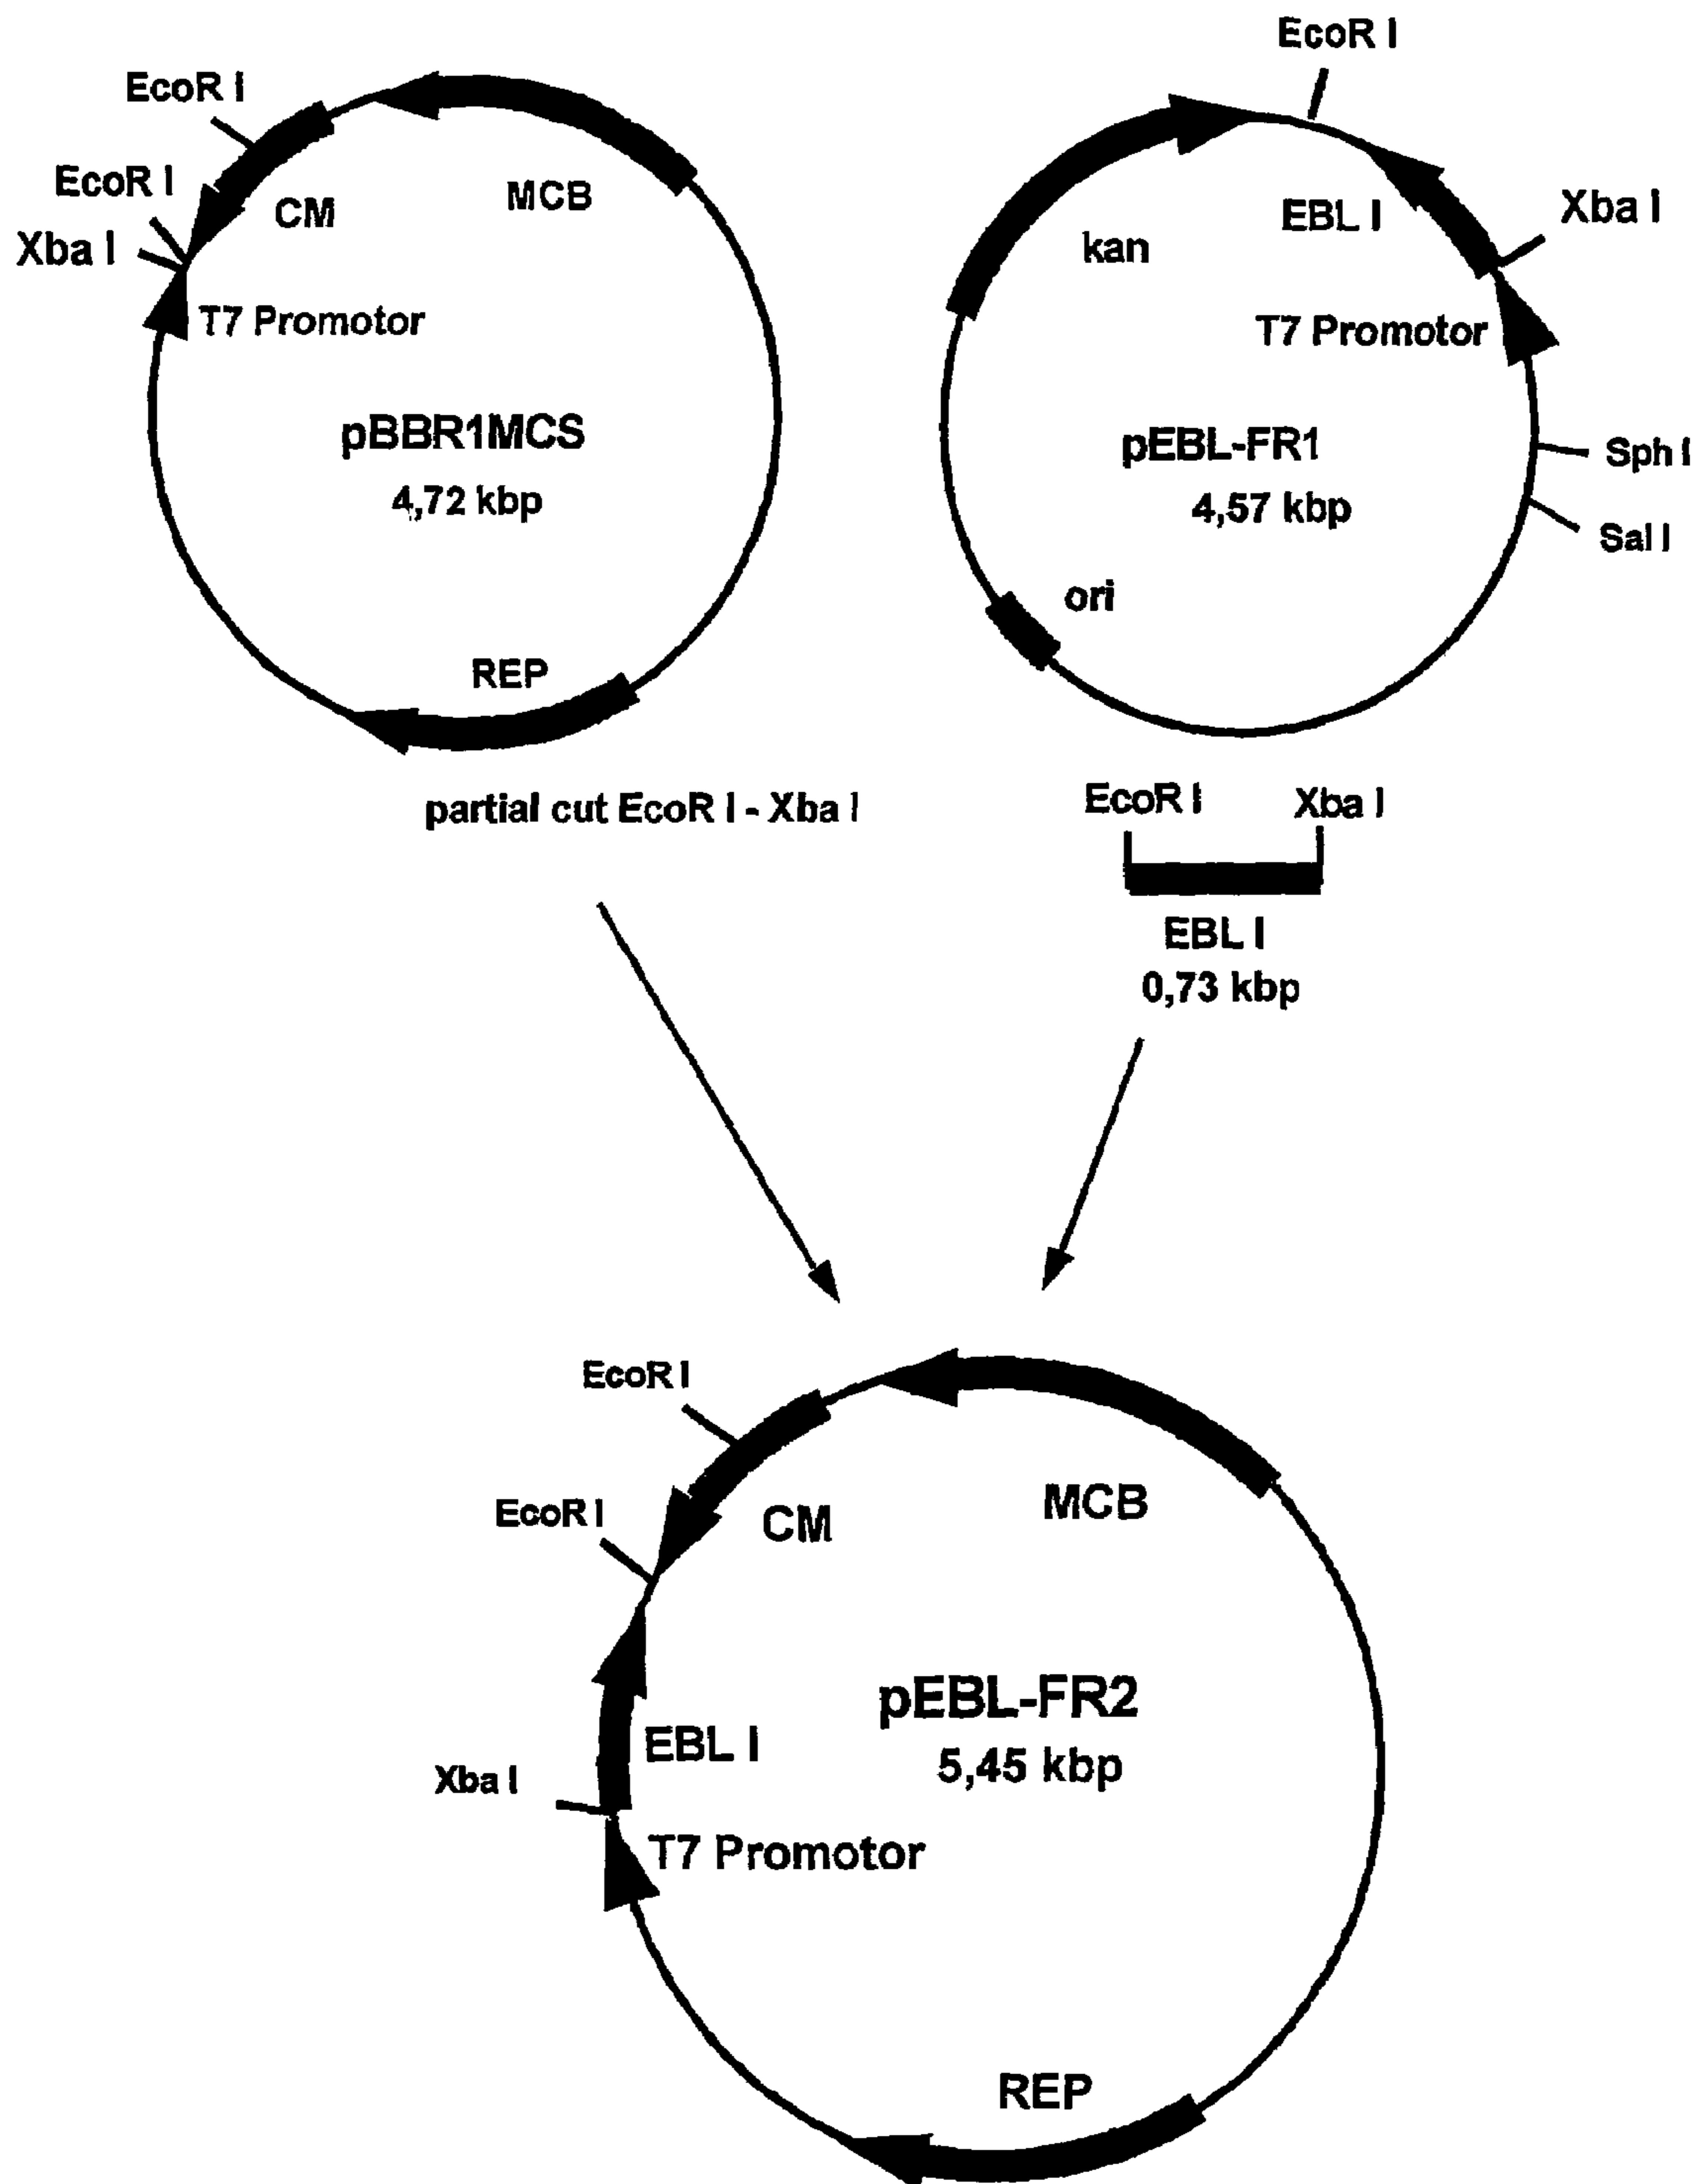 EcoR I
EcoR I
Xba I
CM
MCB
T7 Promotor
pBBR1MCS
4,72 kbp
REP
partial cut EcoR I - Xba I
EcoR I
kan
EBL I
Xba I
T7 Promotor
pEBL-FR1
4,57 kbp
Sph I
Sal I
ori
EcoR I
Xba I
EBL I
0,73 kbp
EcoR I
EcoR I
CM
MCB
pEBL-FR2
5,45 kbp
EBL I
Xba I
T7 Promotor
REP